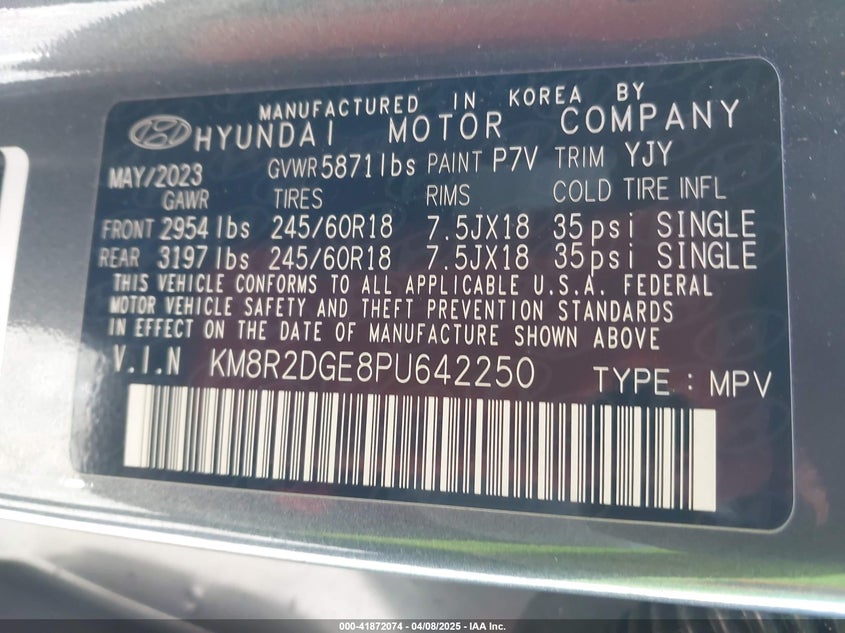 MANUFACTURED IN KOREA BY
HYUNDAI MOTOR COMPANY
MAY/2023 GVWR 5871lbs PAINT P7V TRIM YJY
GAWR TIRES RIMS COLD TIRE INFL
FRONT 2954 lbs 245/60R18 7.5JX18 35psi SINGLE
REAR 3197 lbs 245/60R18 7.5JX18 35psi SINGLE
THIS VEHICLE CONFORMS TO ALL APPLICABLE U.S.A. FEDERAL
MOTOR VEHICLE SAFETY AND THEFT PREVENTION STANDARDS
IN EFFECT ON THE DATE OF MANUFACTURE SHOWN ABOVE
V.I.N KM8R2DGE8PU642250 TYPE : MPV
000-41872074 | 04/08/2025 - IAA Inc.